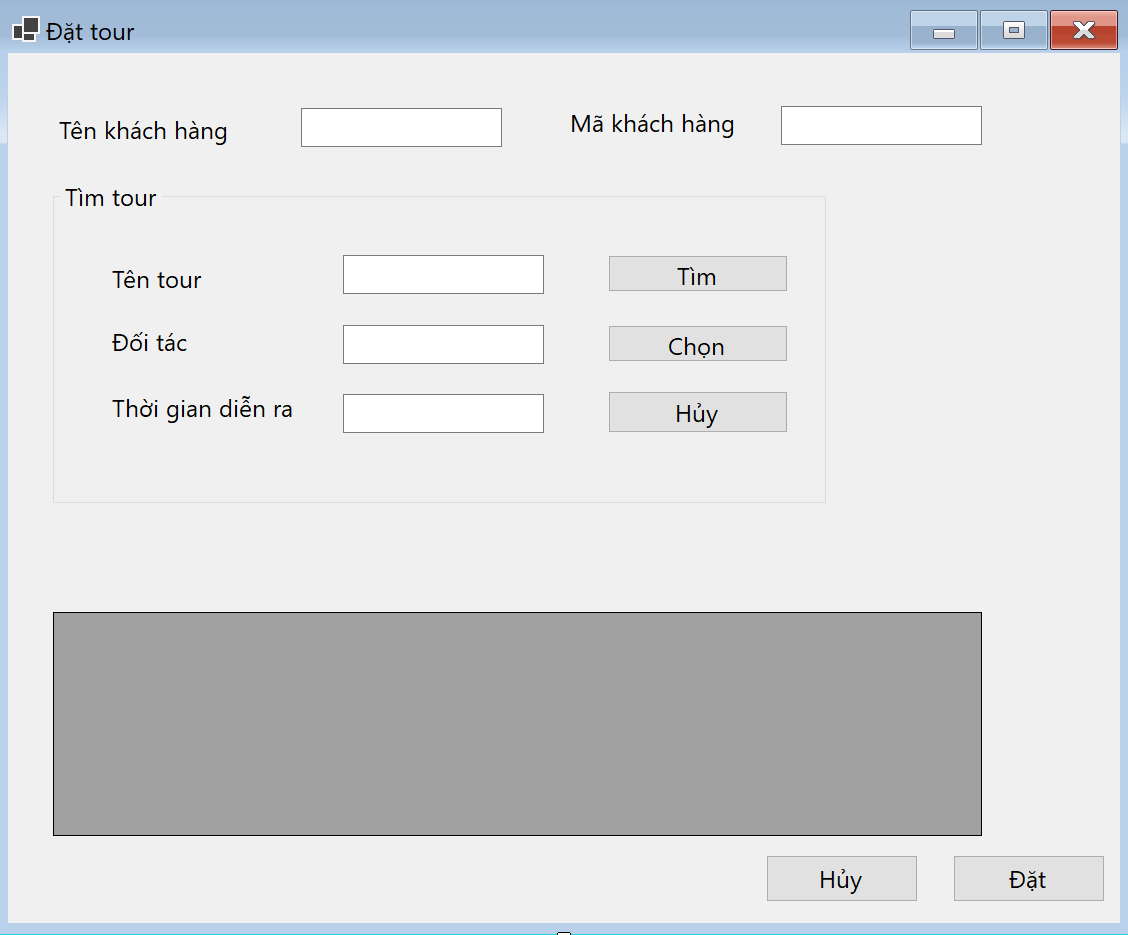 Đặt tour
Tên khách hàng
Mã khách hàng
Tìm tour
Tên tour
Tìm
Đối tác
Chọn
Thời gian diễn ra
Hủy
Hủy
Đặt